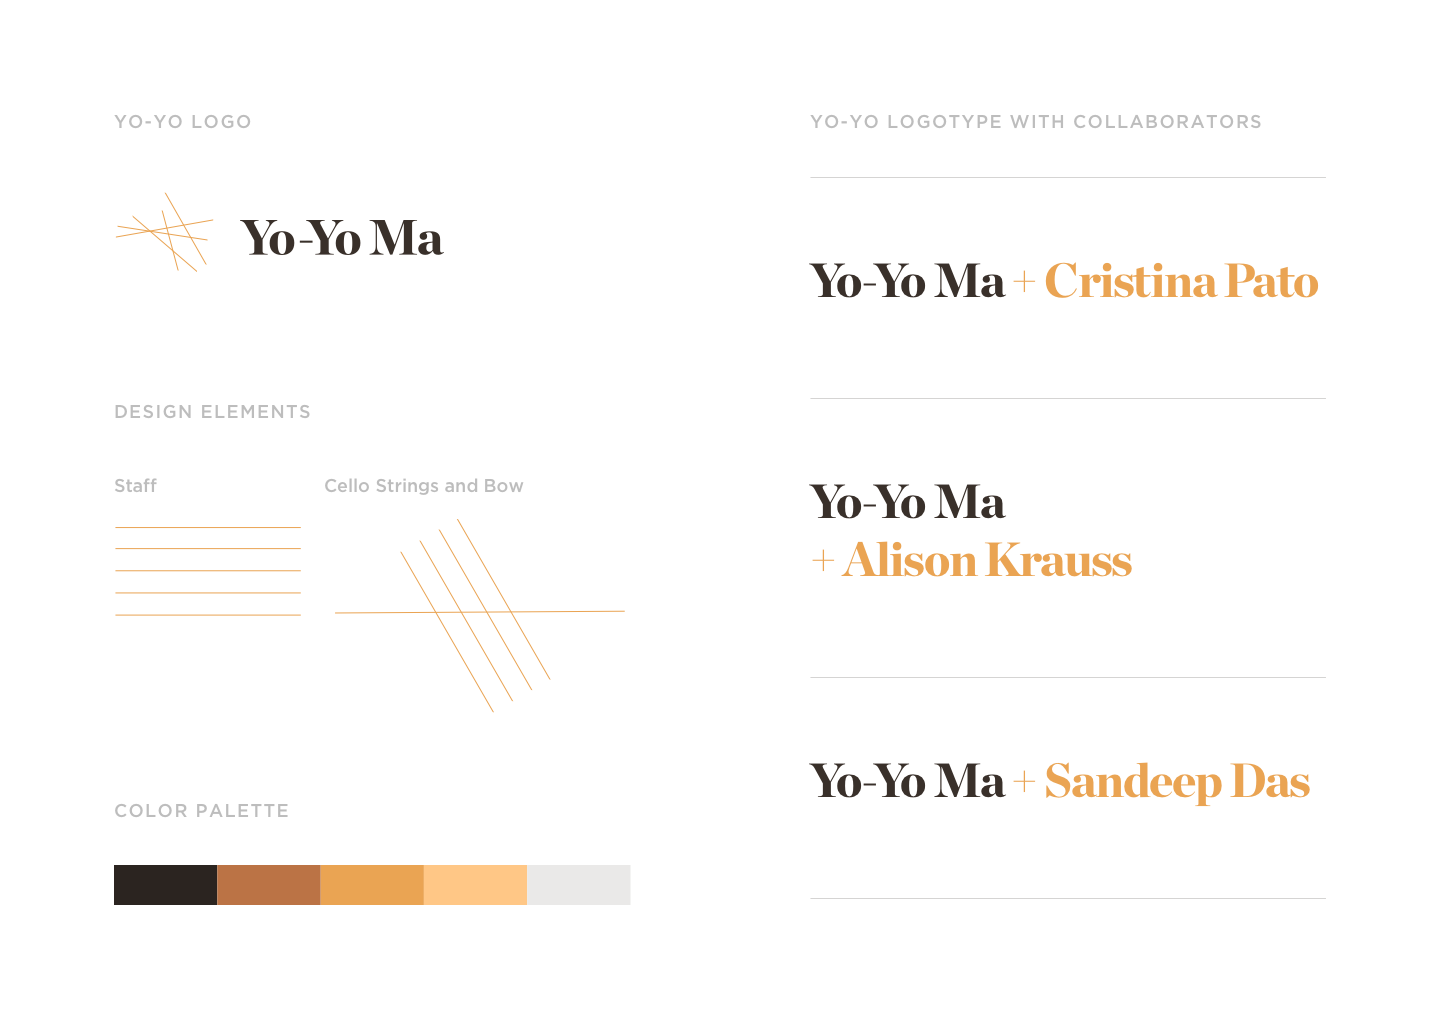 YO-YO LOGO
Yo-Yo Ma
DESIGN ELEMENTS
Staff
Cello Strings and Bow
COLOR PALETTE
YO-YO LOGOTYPE WITH COLLABORATORS
Yo-Yo Ma + Cristina Pato
Yo-Yo Ma
+ Alison Krauss
Yo-Yo Ma + Sandeep Das